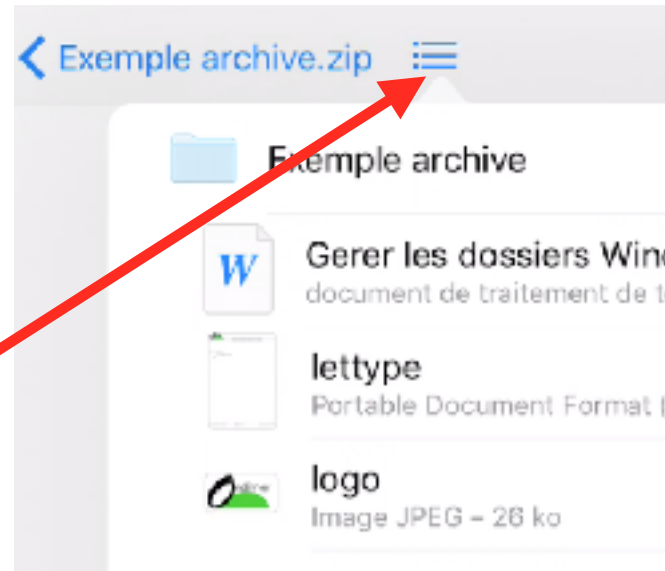 Exemple archive.zip
Exemple archive
Gerer les dossiers
document de traitement de
lettype
Portable Document Format
logo
Image JPEG – 26 ko